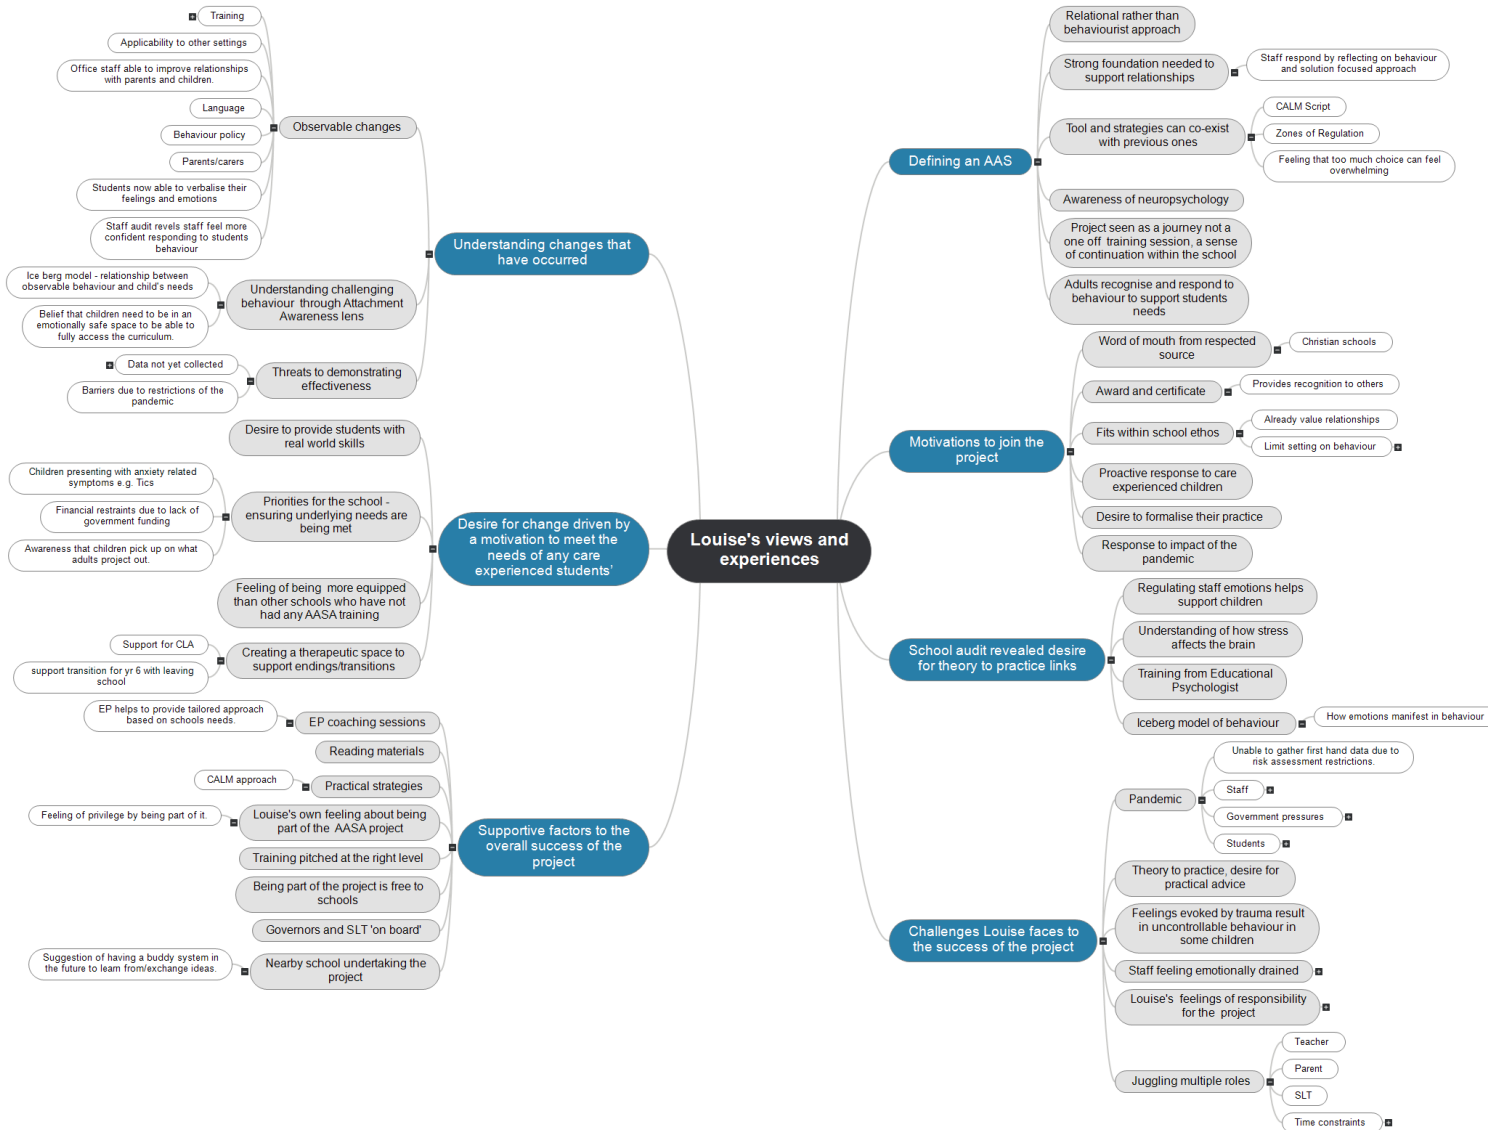 Louise's views and
experiences
Understanding changes that
have occurred
Observable changes
Training
Applicability to other settings
Office staff able to improve relationships
with parents and children.
Language
Behaviour policy
Parents/carers
Students now able to verbalise their
feelings and emotions
Staff audit revels staff feel more
confident responding to students
behaviour
Understanding challenging
behaviour through Attachment
Awareness lens
Ice berg model - relationship between
observable behaviour and child's needs
Belief that children need to be in an
emotionally safe space to be able to
fully access the curriculum.
Threats to demonstrating
effectiveness
Data not yet collected
Barriers due to restrictions of the
pandemic
Desire for change driven by
a motivation to meet the
needs of any care
experienced students’
Desire to provide students with
real world skills
Priorities for the school -
ensuring underlying needs are
being met
Children presenting with anxiety related
symptoms e.g. Tics
Financial restraints due to lack of
government funding
Awareness that children pick up on what
adults project out.
Feeling of being more equipped
than other schools who have not
had any AASA training
Creating a therapeutic space to
support endings/transitions
Support for CLA
support transition for yr 6 with leaving
school
Supportive factors to the
overall success of the
project
EP coaching sessions
EP helps to provide tailored approach
based on schools needs.
Reading materials
Practical strategies
CALM approach
Louise's own feeling about being
part of the AASA project
Feeling of privilege by being part of it.
Training pitched at the right level
Being part of the project is free to
schools
Governors and SLT 'on board'
Nearby school undertaking the
project
Suggestion of having a buddy system in
the future to learn from/exchange ideas.
Defining an AAS
Relational rather than
behaviourist approach
Strong foundation needed to
support relationships
Staff respond by reflecting on behaviour
and solution focused approach
Tool and strategies can co-exist
with previous ones
CALM Script
Zones of Regulation
Feeling that too much choice can feel
overwhelming
Awareness of neuropsychology
Project seen as a journey not a
one off training session, a sense
of continuation within the school
Adults recognise and respond to
behaviour to support students
needs
Motivations to join the
project
Word of mouth from respected
source
Christian schools
Award and certificate
Provides recognition to others
Fits within school ethos
Already value relationships
Limit setting on behaviour
Proactive response to care
experienced children
Desire to formalise their practice
Response to impact of the
pandemic
School audit revealed desire
for theory to practice links
Regulating staff emotions helps
support children
Understanding of how stress
affects the brain
Training from Educational
Psychologist
Iceberg model of behaviour
How emotions manifest in behaviour
Challenges Louise faces to
the success of the project
Pandemic
Unable to gather first hand data due to
risk assessment restrictions.
Staff
Government pressures
Students
Theory to practice, desire for
practical advice
Feelings evoked by trauma result
in uncontrollable behaviour in
some children
Staff feeling emotionally drained
Louise's feelings of responsibility
for the project
Juggling multiple roles
Teacher
Parent
SLT
Time constraints